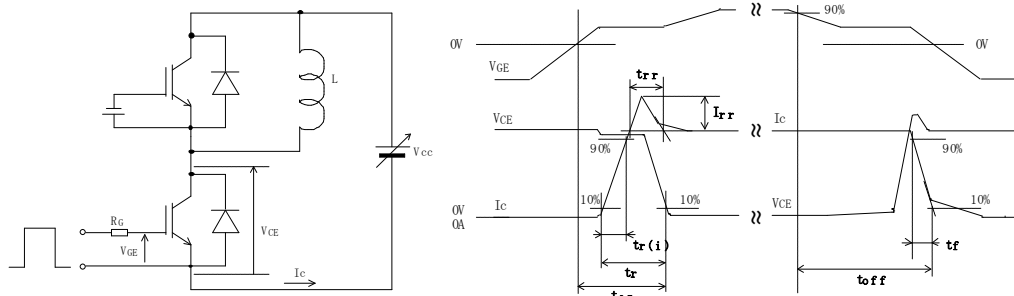 L
Vcc
RG
VGE
VCE
Ic
90%
0V
0V
VGE
trr
Irr
VCE
Ic
90%
90%
10%
10%
10%
0V
0A
Ic
VCE
tr(i)
tf
tr
toff